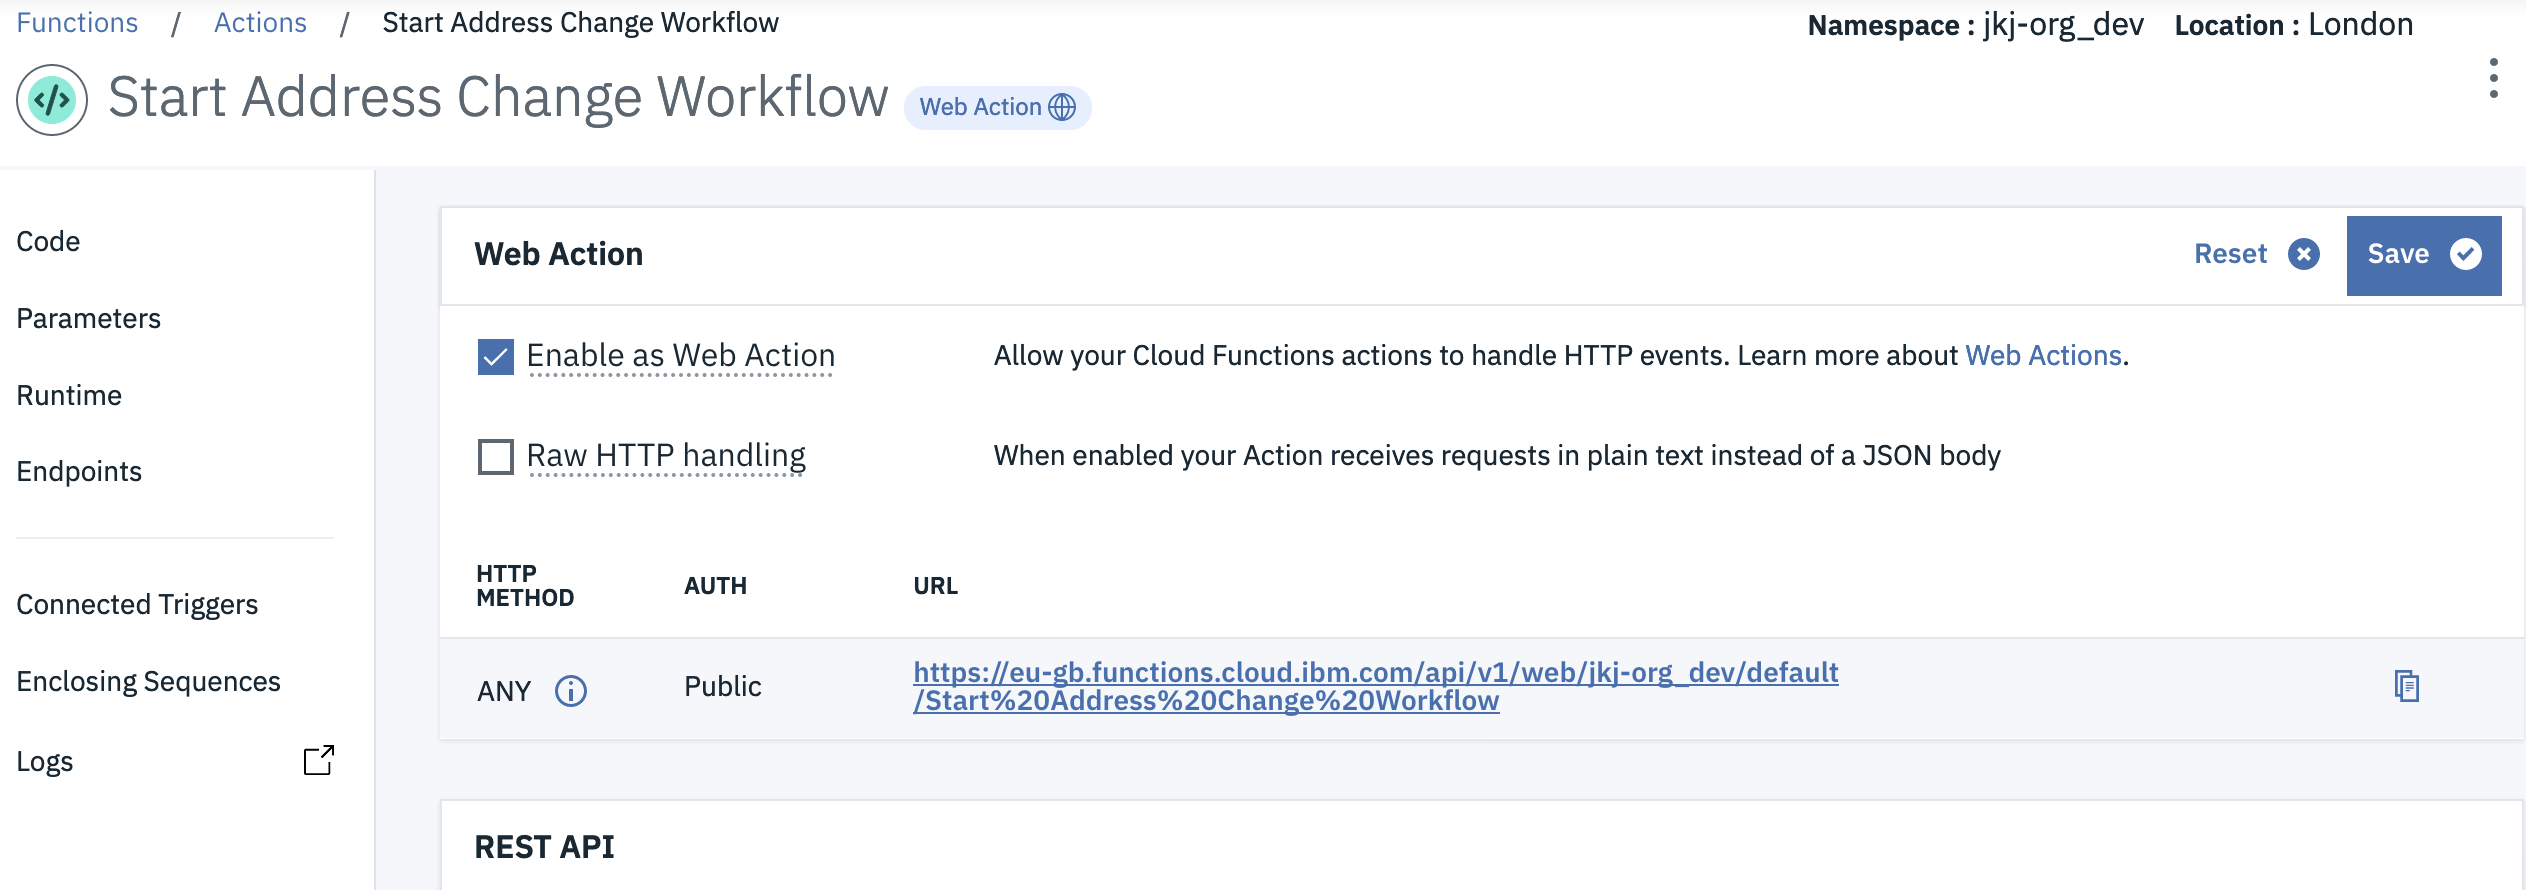 Functions / Actions / Start Address Change Workflow
Namespace : jkj-org_dev Location : London
</> Start Address Change Workflow Web Action
Code
Parameters
Runtime
Endpoints
Connected Triggers
Enclosing Sequences
Logs
Web Action
Reset Save
Enable as Web Action Allow your Cloud Functions actions to handle HTTP events. Learn more about Web Actions.
Raw HTTP handling When enabled your Action receives requests in plain text instead of a JSON body
HTTP
METHOD AUTH URL
ANY Public https://eu-gb.functions.cloud.ibm.com/api/v1/web/jkj-org_dev/default
/Start%20Address%20Change%20Workflow
REST API